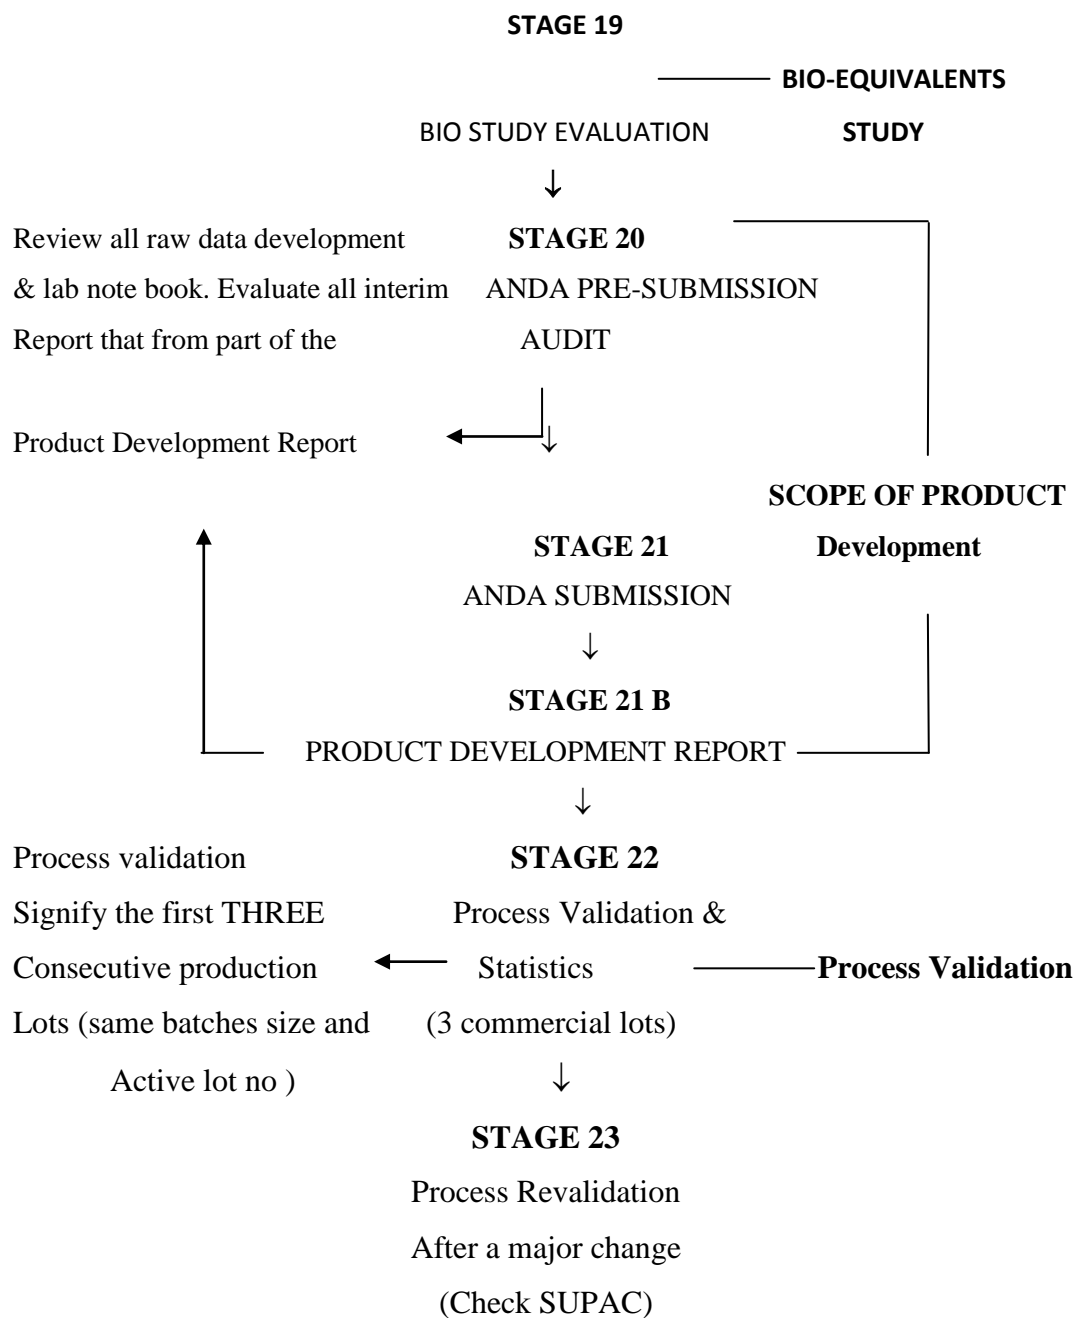 STAGE 19
BIO-EQUIVALENTS
BIO STUDY EVALUATION STUDY
↓
Review all raw data development STAGE 20
& lab note book. Evaluate all interim ANDA PRE-SUBMISSION
Report that from part of the AUDIT
Product Development Report ↓
SCOPE OF PRODUCT
STAGE 21 Development
ANDA SUBMISSION
↓
STAGE 21 B
PRODUCT DEVELOPMENT REPORT
↓
Process validation STAGE 22
Signify the first THREE Process Validation &
Consecutive production Statistics Process Validation
Lots (same batches size and (3 commercial lots)
Active lot no ) ↓
STAGE 23
Process Revalidation
After a major change
(Check SUPAC)